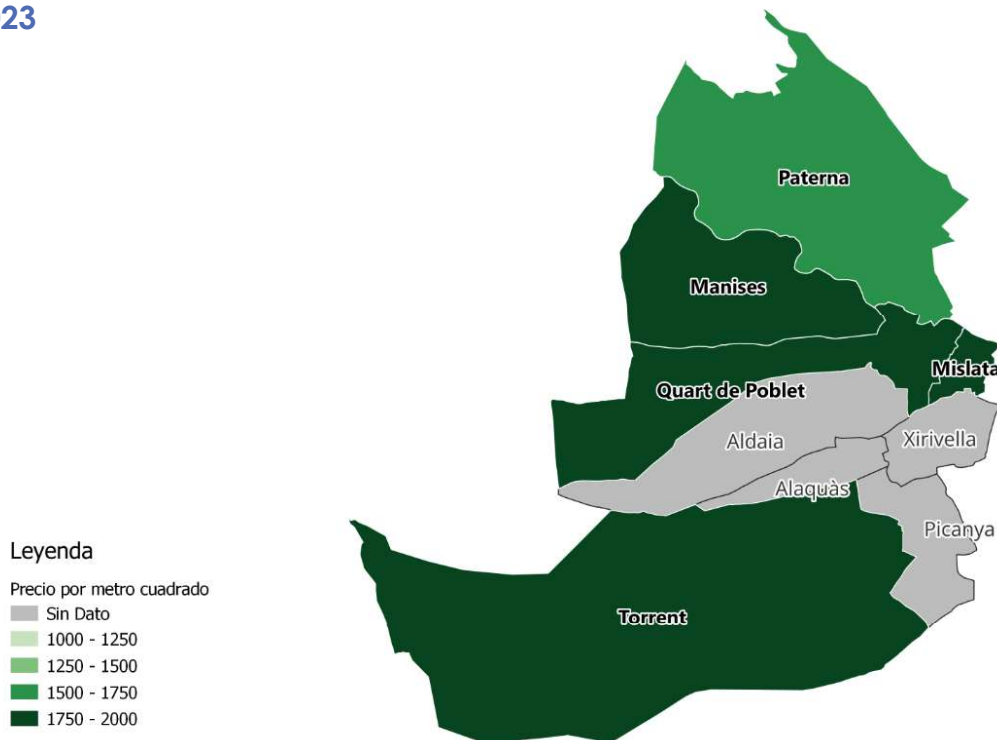 23
Paterna
Manises
Mislata
Quart de Poblet
Aldaia
Xirivella
Alaquàs
Picanya
Torrent
Leyenda
Precio por metro cuadrado
Sin Dato
1000 - 1250
1250 - 1500
1500 - 1750
1750 - 2000